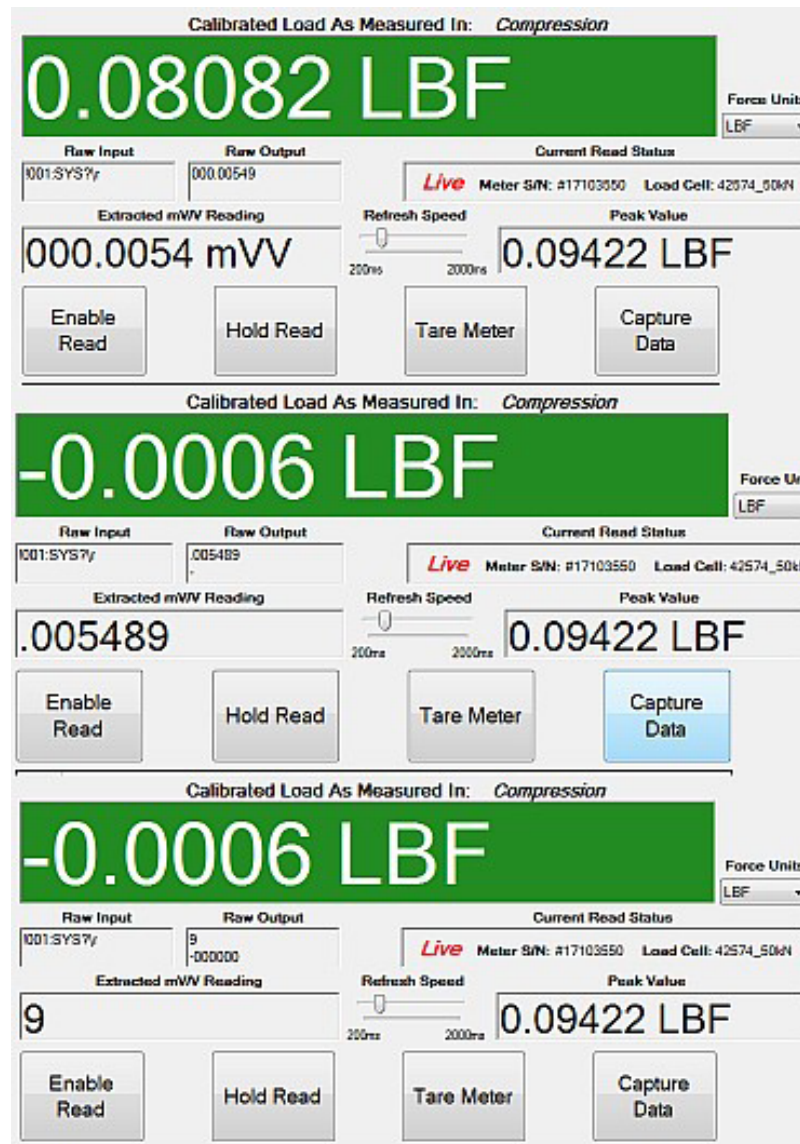 Calibrated Load As Measured In: Compression
0.08082 LBF
Force Units
LBF
Raw Input Raw Output Current Read Status
!001:SYS?\r 000.00549 Live Meter S/N: #17103550 Load Cell: 42574_50kN
Extracted mV/V Reading Refresh Speed Peak Value
000.0054 mVV 0.09422 LBF
200ms 2000ms
Enable Read Hold Read Tare Meter Capture Data
Calibrated Load As Measured In: Compression
-0.0006 LBF
Force Un
LBF
Raw Input Raw Output Current Read Status
!001:SYS?\r .005489 Live Meter S/N: #17103550 Load Cell: 42574_50k
-
Extracted mV/V Reading Refresh Speed Peak Value
.005489 0.09422 LBF
200ms 2000ms
Enable Read Hold Read Tare Meter Capture Data
Calibrated Load As Measured In: Compression
-0.0006 LBF
Force Units
LBF
Raw Input Raw Output Current Read Status
!001:SYS?\r 9 Live Meter S/N: #17103550 Load Cell: 42574_50kN
-000000
Extracted mV/V Reading Refresh Speed Peak Value
9 0.09422 LBF
200ms 2000ms
Enable Read Hold Read Tare Meter Capture Data